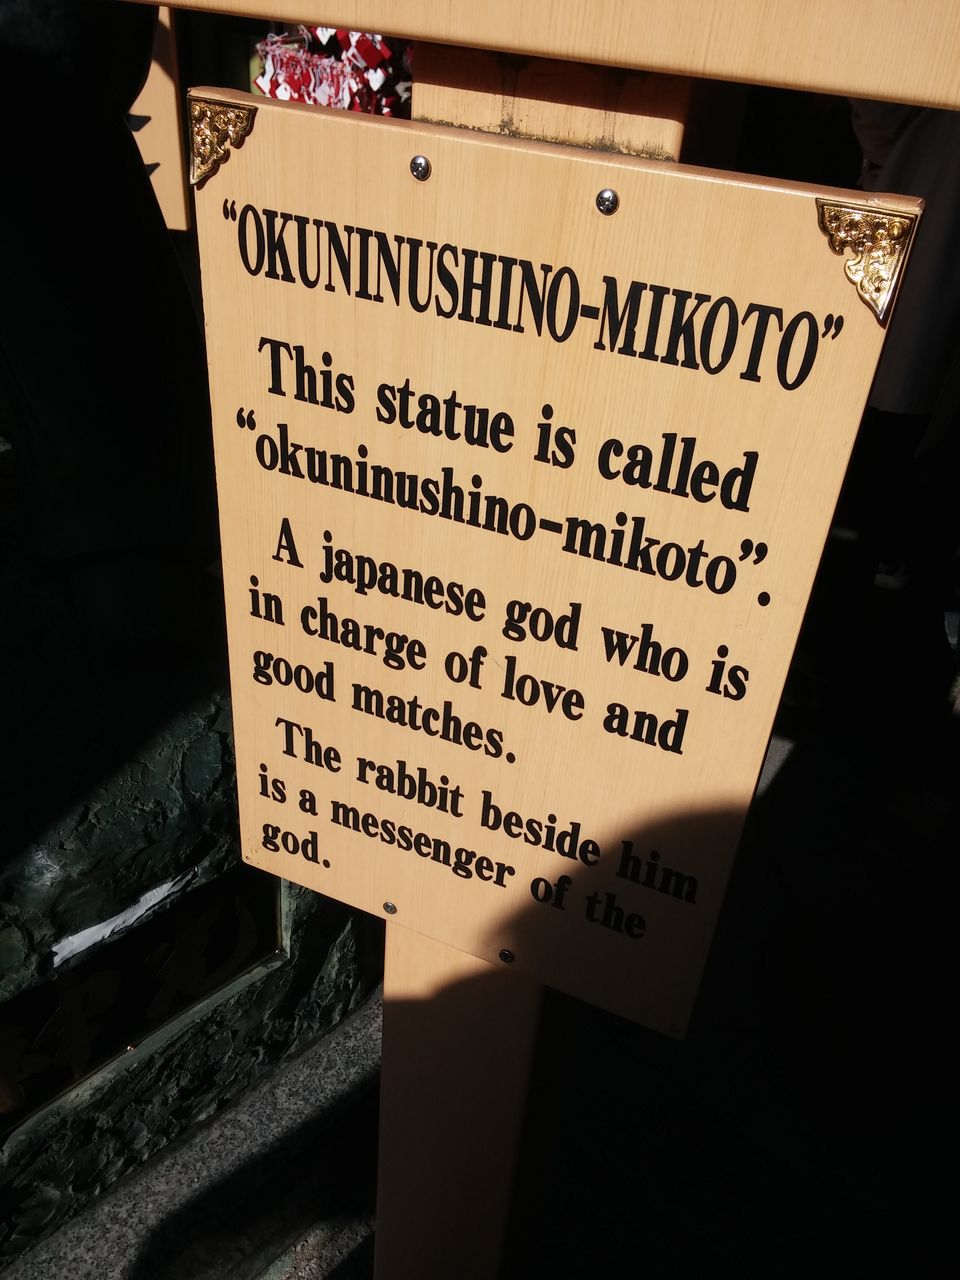 “OKUNINUSHINO-MIKOTO”
This statue is called
“okuninushino-mikoto”.
A japanese god who is
in charge of love and
good matches.
The rabbit beside him
is a messenger of the
god.